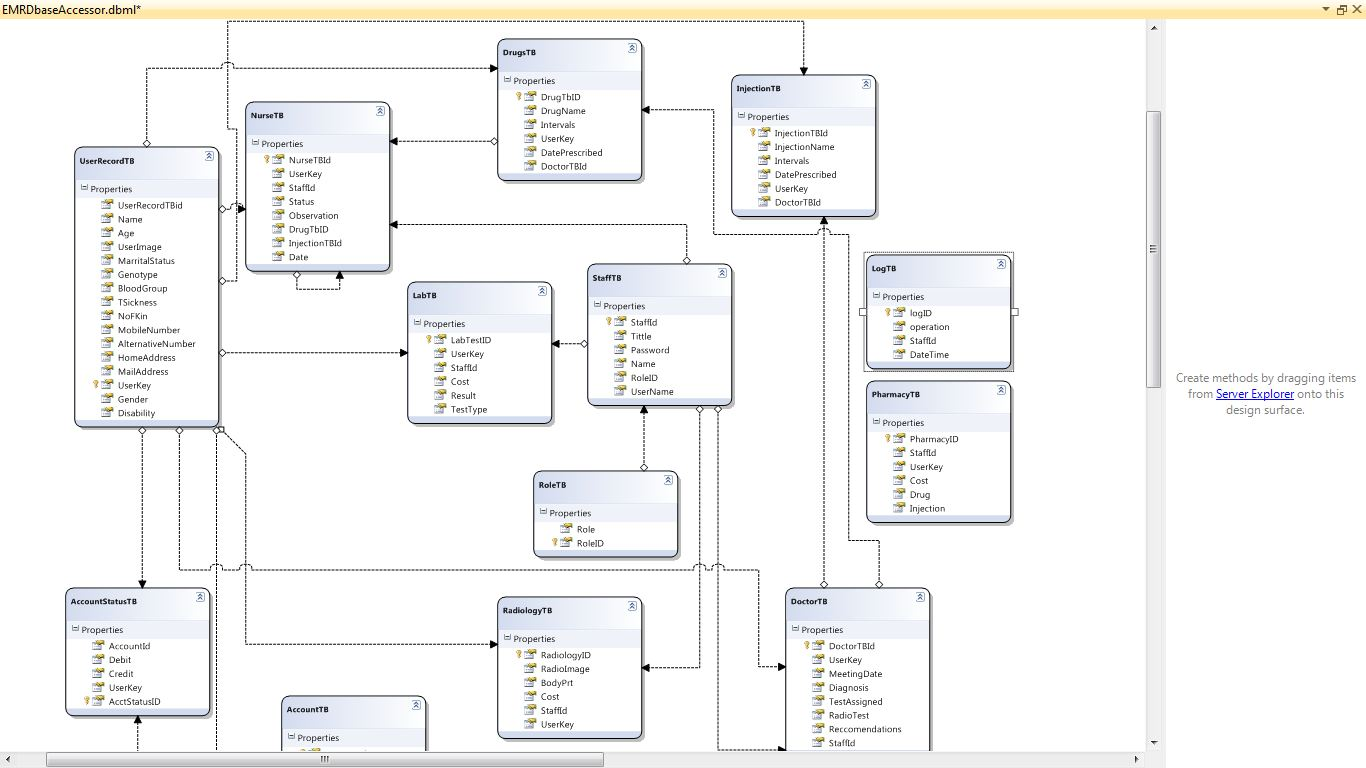 EMRDbaseAccessor.dbml*
DrugsTB
Properties
DrugTbID
DrugName
Intervals
UserKey
DatePrescribed
DoctorTBId
InjectionTB
Properties
InjectionTBId
InjectionName
Intervals
DatePrescribed
UserKey
DoctorTBId
NurseTB
Properties
NurseTBId
UserKey
StaffId
Status
Observation
DrugTbID
InjectionTBId
Date
UserRecordTB
Properties
UserRecordTBid
Name
Age
UserImage
MarritalStatus
Genotype
BloodGroup
TSickness
NoFKin
MobileNumber
AlternativeNumber
HomeAddress
MailAddress
UserKey
Gender
Disability
LabTB
Properties
LabTestID
UserKey
StaffId
Cost
Result
TestType
StaffTB
Properties
StaffId
Tittle
Password
Name
RoleID
UserName
LogTB
Properties
logID
operation
StaffId
DateTime
PharmacyTB
Properties
PharmacyID
StaffId
UserKey
Cost
Drug
Injection
Create methods by dragging items
from Server Explorer onto this
design surface.
RoleTB
Properties
Role
RoleID
AccountStatusTB
Properties
AccountId
Debit
Credit
UserKey
AcctStatusID
RadiologyTB
Properties
RadiologyID
RadioImage
BodyPrt
Cost
StaffId
UserKey
DoctorTB
Properties
DoctorTBId
UserKey
MeetingDate
Diagnosis
TestAssigned
RadioTest
Reccomendations
StaffId
AccountTB
Properties